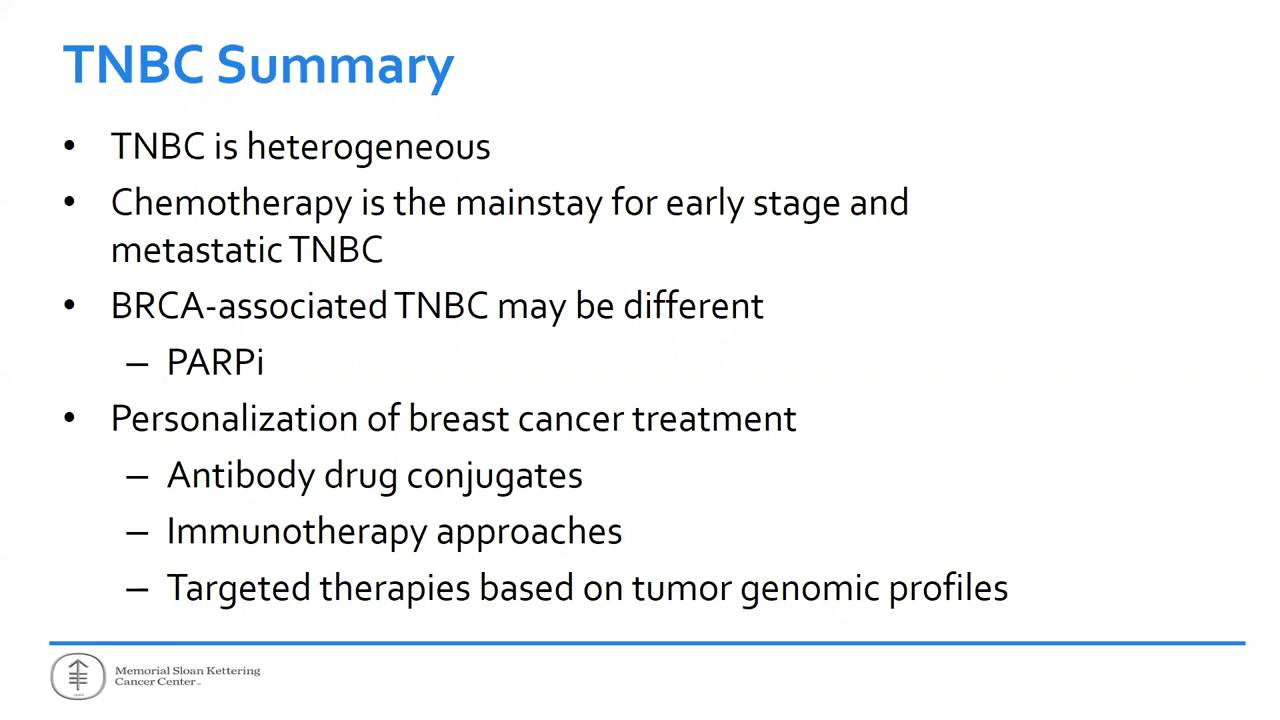 TNBC Summary
• TNBC is heterogeneous
• Chemotherapy is the mainstay for early stage and
metastatic TNBC
• BRCA-associated TNBC may be different
– PARPi
• Personalization of breast cancer treatment
– Antibody drug conjugates
– Immunotherapy approaches
– Targeted therapies based on tumor genomic profiles
Memorial Sloan Kettering
Cancer Center